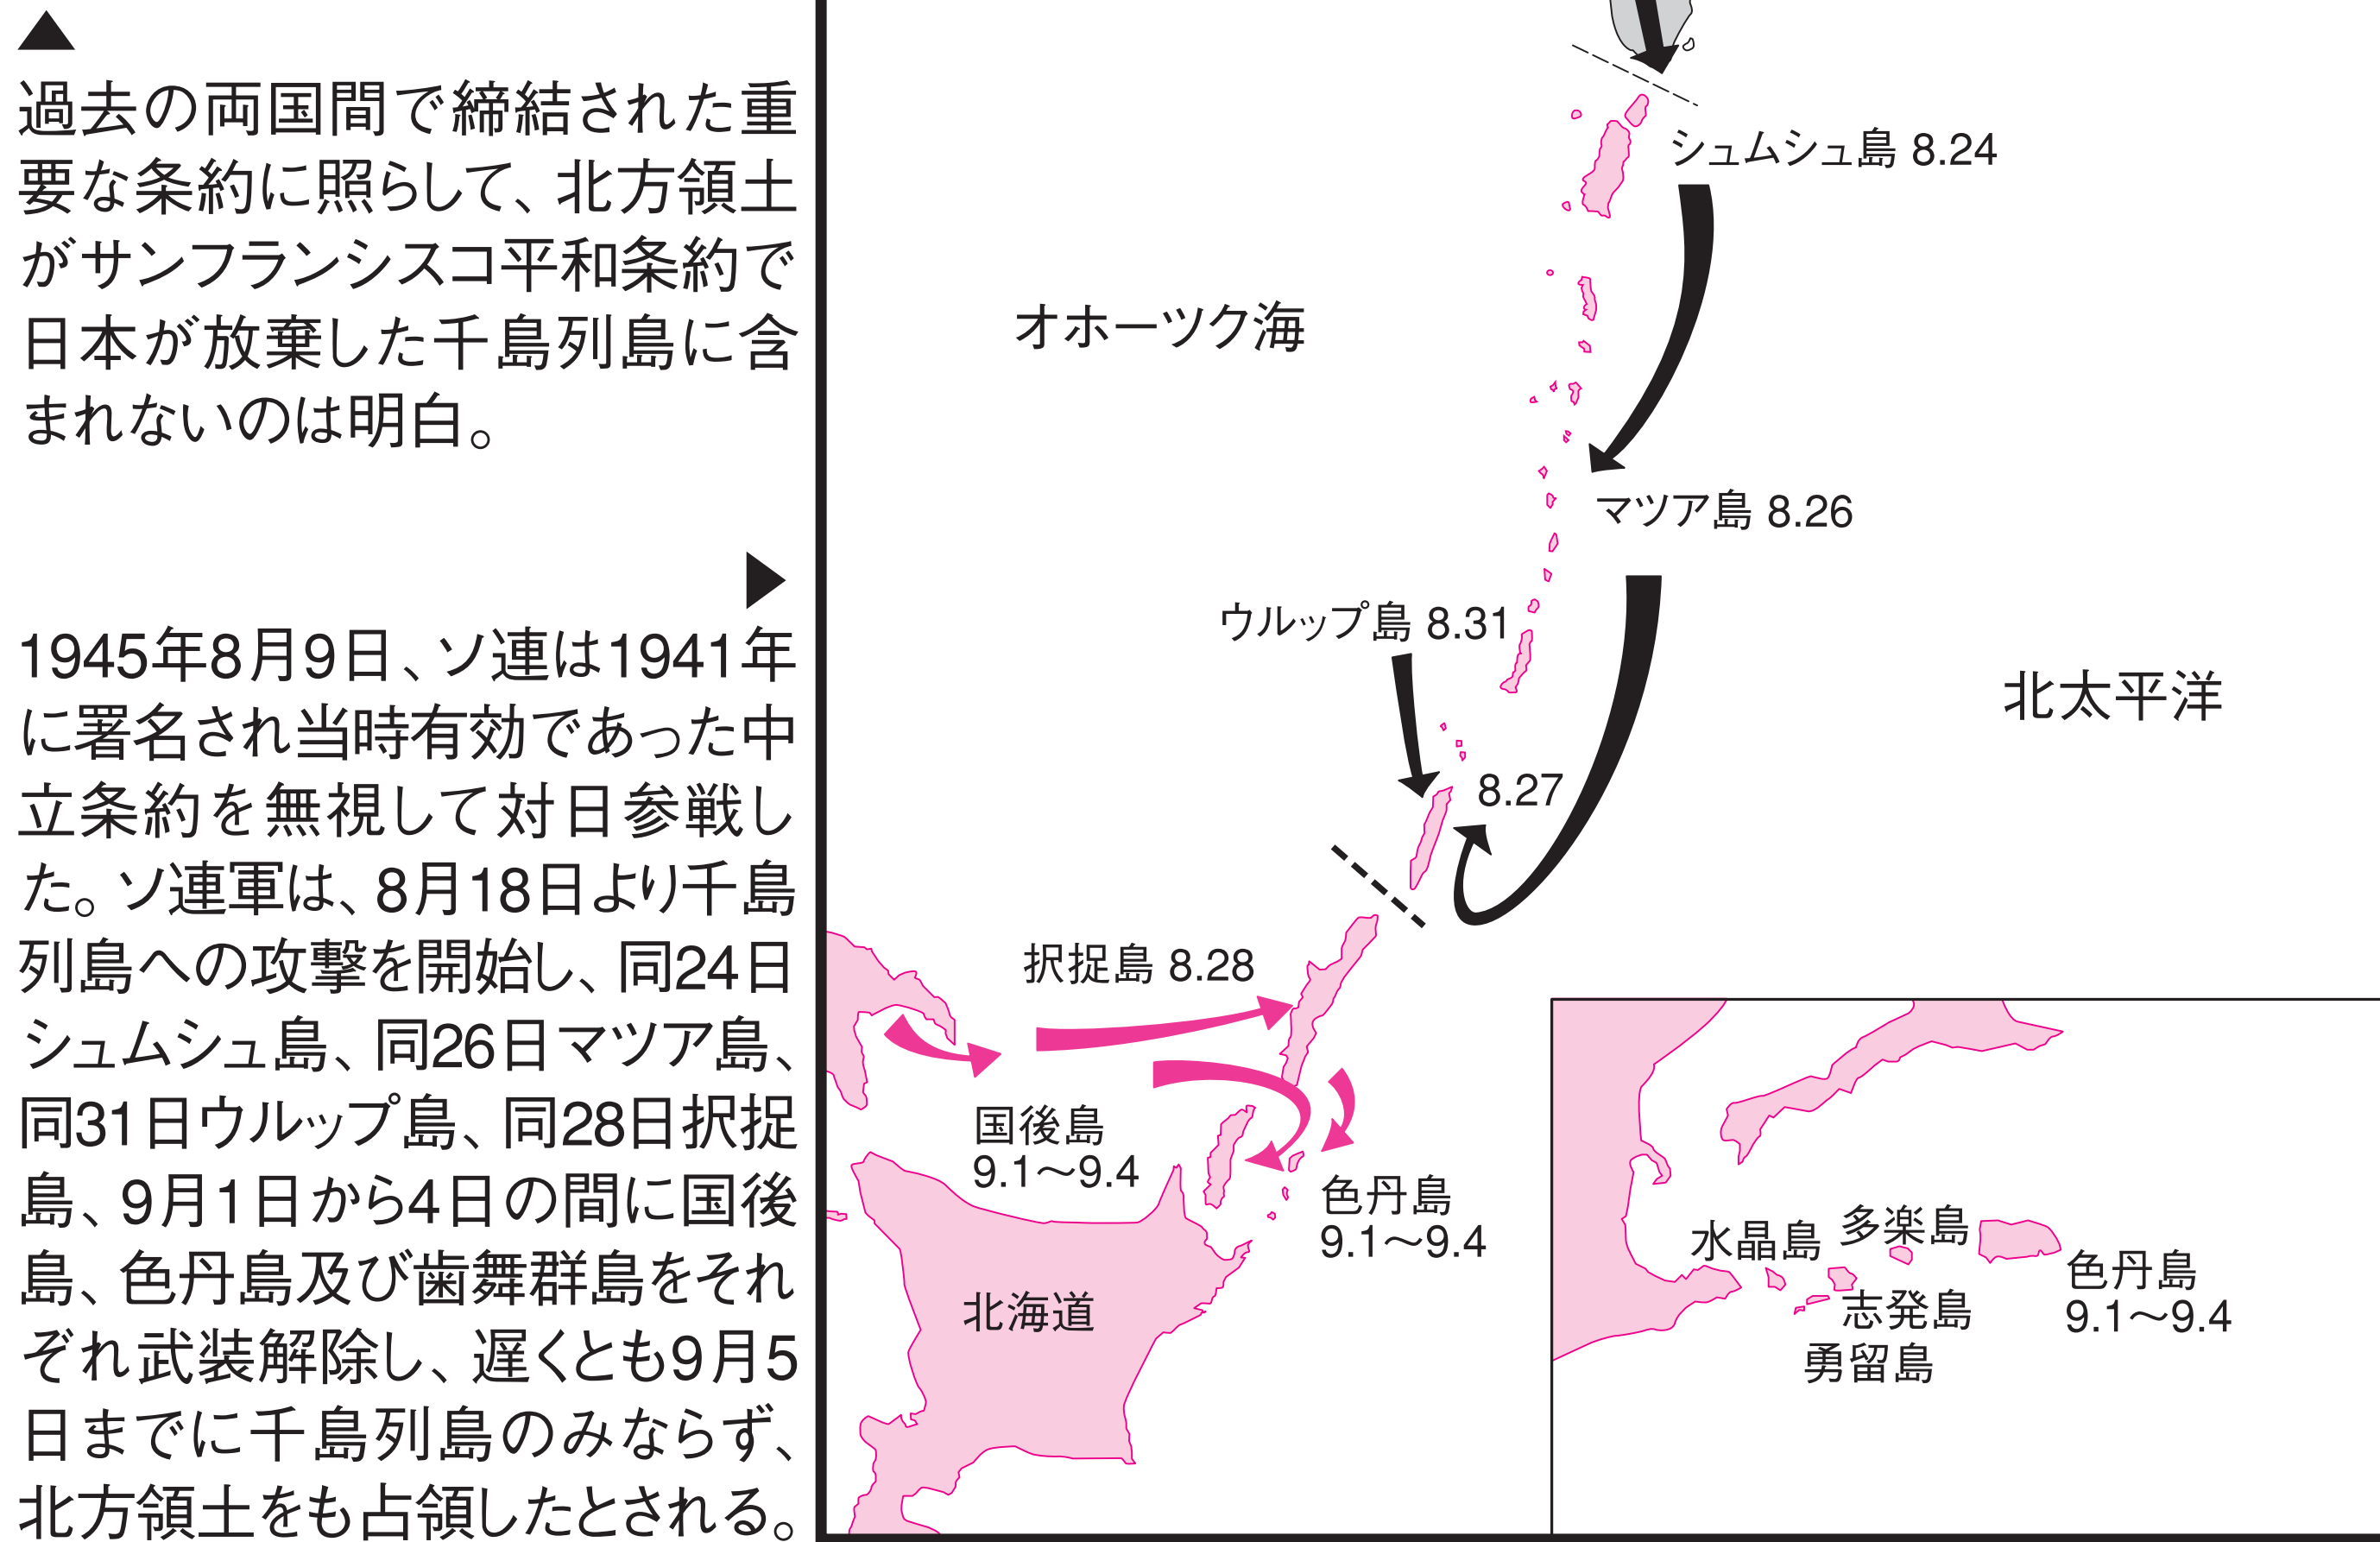 ▲
過去の両国間で締結された重
要な条約に照らして、北方領土
がサンフランシスコ平和条約で
日本が放棄した千島列島に含
まれないのは明白。
▶
1945年8月9日、ソ連は1941年
に署名され当時有効であった中
立条約を無視して対日参戦し
た。ソ連軍は、8月18日より千島
列島への攻撃を開始し、同24日
シュムシュ島、同26日マツア島、
同31日ウルップ島、同28日択捉
島、9月1日から4日の間に国後
島、色丹島及び歯舞群島をそれ
ぞれ武装解除し、遅くとも9月5
日までに千島列島のみならず、
北方領土をも占領したとされる。
シュムシュ島 8.24
オホーツク海
マツア島 8.26
ウルップ島 8.31
北太平洋
8.27
択捉島 8.28
国後島
9.1〜9.4
色丹島
9.1〜9.4
北海道
水晶島
多楽島
色丹島
9.1〜9.4
志発島
勇留島